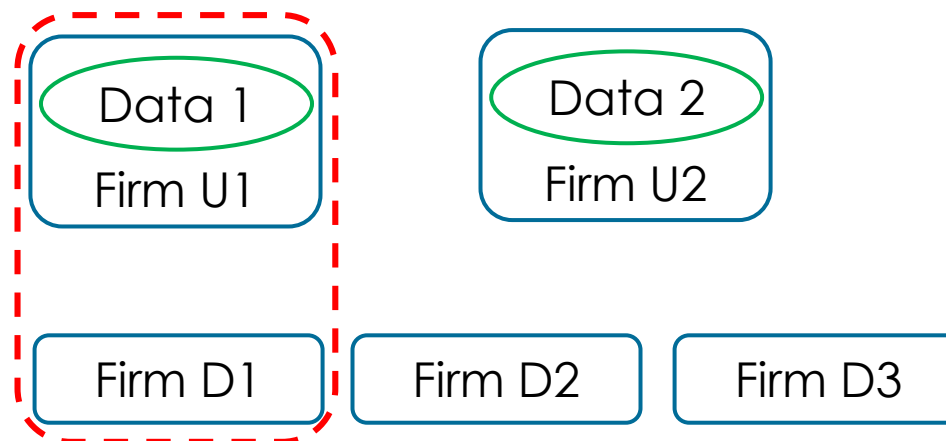 Data 1
Firm U1
Data 2
Firm U2
Firm D1
Firm D2
Firm D3